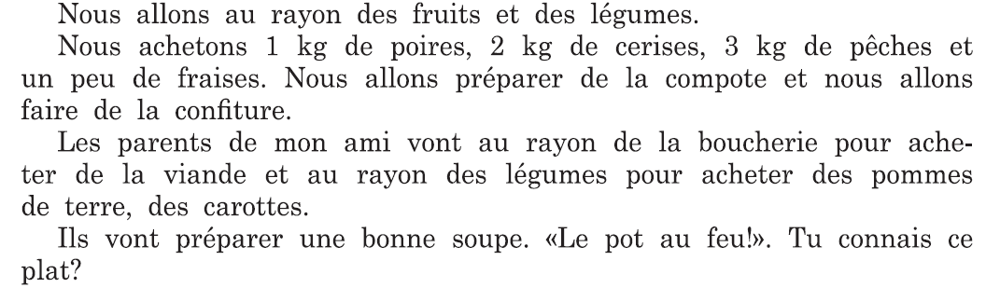 Nous allons au rayon des fruits et des légumes.
Nous achetons 1 kg de poires, 2 kg de cerises, 3 kg de pêches et
un peu de fraises. Nous allons préparer de la compote et nous allons
faire de la confiture.
Les parents de mon ami vont au rayon de la boucherie pour ache-
ter de la viande et au rayon des légumes pour acheter des pommes
de terre, des carottes.
Ils vont préparer une bonne soupe. «Le pot au feu!». Tu connais ce
plat?